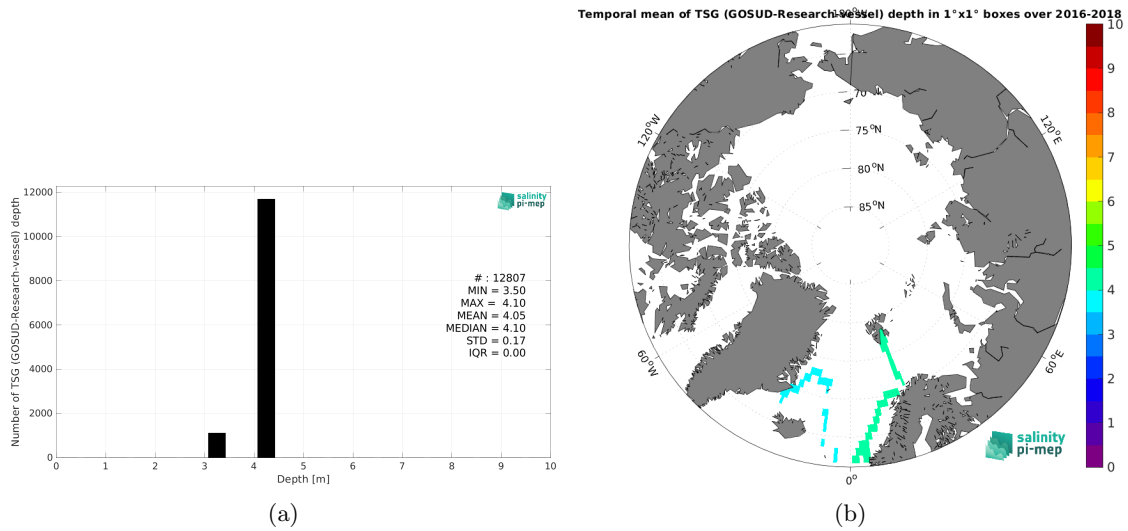 Temporal mean of TSG (GOSUD-Research-vessel) depth in 1°x1° boxes over 2016-2018
12000
10000
8000
6000
4000
2000
0
Number of TSG (GOSUD-Research-vessel) depth
salinity
pi-mep
# : 12807
MIN = 3.50
MAX = 4.10
MEAN = 4.05
MEDIAN = 4.10
STD = 0.17
IQR = 0.00
0 1 2 3 4 5 6 7 8 9 10
Depth [m]
(a)
180°W
120°W
120°E
70
75°N
80°N
85°N
60°W
60°E
0°
salinity
pi-mep
10
9
8
7
6
5
4
3
2
1
0
(b)